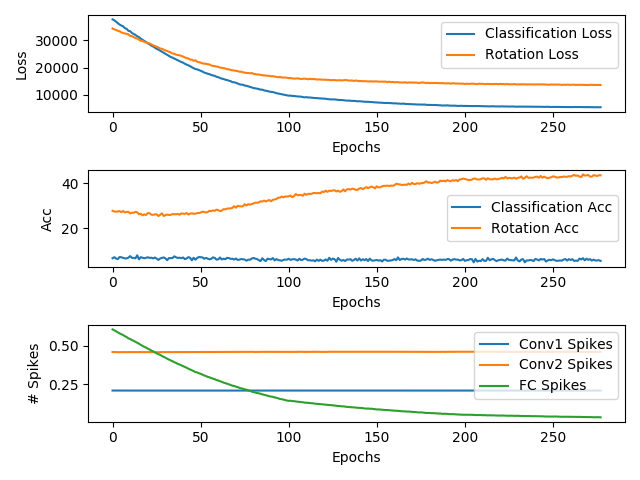 Loss
30000
20000
10000
Classification Loss
Rotation Loss
0 50 100 150 200 250
Epochs
Acc
40
20
Classification Acc
Rotation Acc
0 50 100 150 200 250
Epochs
# Spikes
0.50
0.25
Conv1 Spikes
Conv2 Spikes
FC Spikes
0 50 100 150 200 250
Epochs